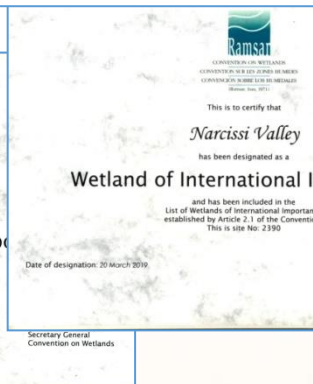 Ramsar
CONVENTION ON WETLANDS
CONVENTION SUR LES ZONES HUMIDES
CONVENCIÓN SOBRE LOS HUMEDALES
(Ramsar, Iran, 1971)
This is to certify that
Narcissi Valley
has been designated as a
Wetland of International I
and has been included in the
List of Wetlands of International Importan
established by Article 2.1 of the Conventi
This is site No: 2390
Date of designation: 20 March 2019
Secretary General
Convention on Wetlands